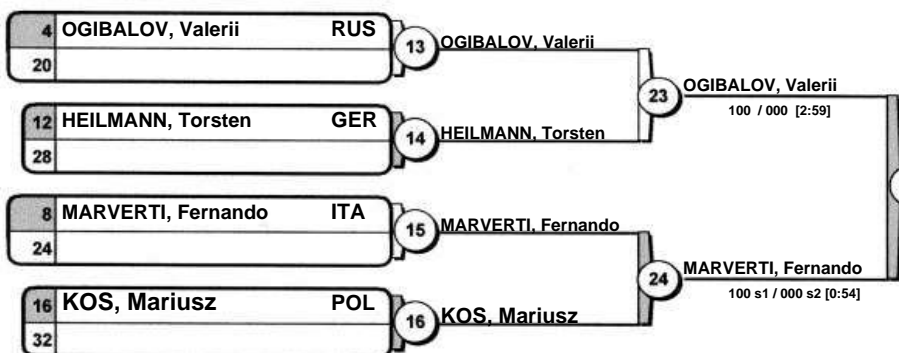 4 OGIBALOV, Valerii RUS
20
13 OGIBALOV, Valerii
23 OGIBALOV, Valerii
100 / 000 [2:59]
12 HEILMANN, Torsten GER
28
14 HEILMANN, Torsten
8 MARVERTI, Fernando ITA
24
15 MARVERTI, Fernando
24 MARVERTI, Fernando
100 s1 / 000 s2 [0:54]
16 KOS, Mariusz POL
32
16 KOS, Mariusz